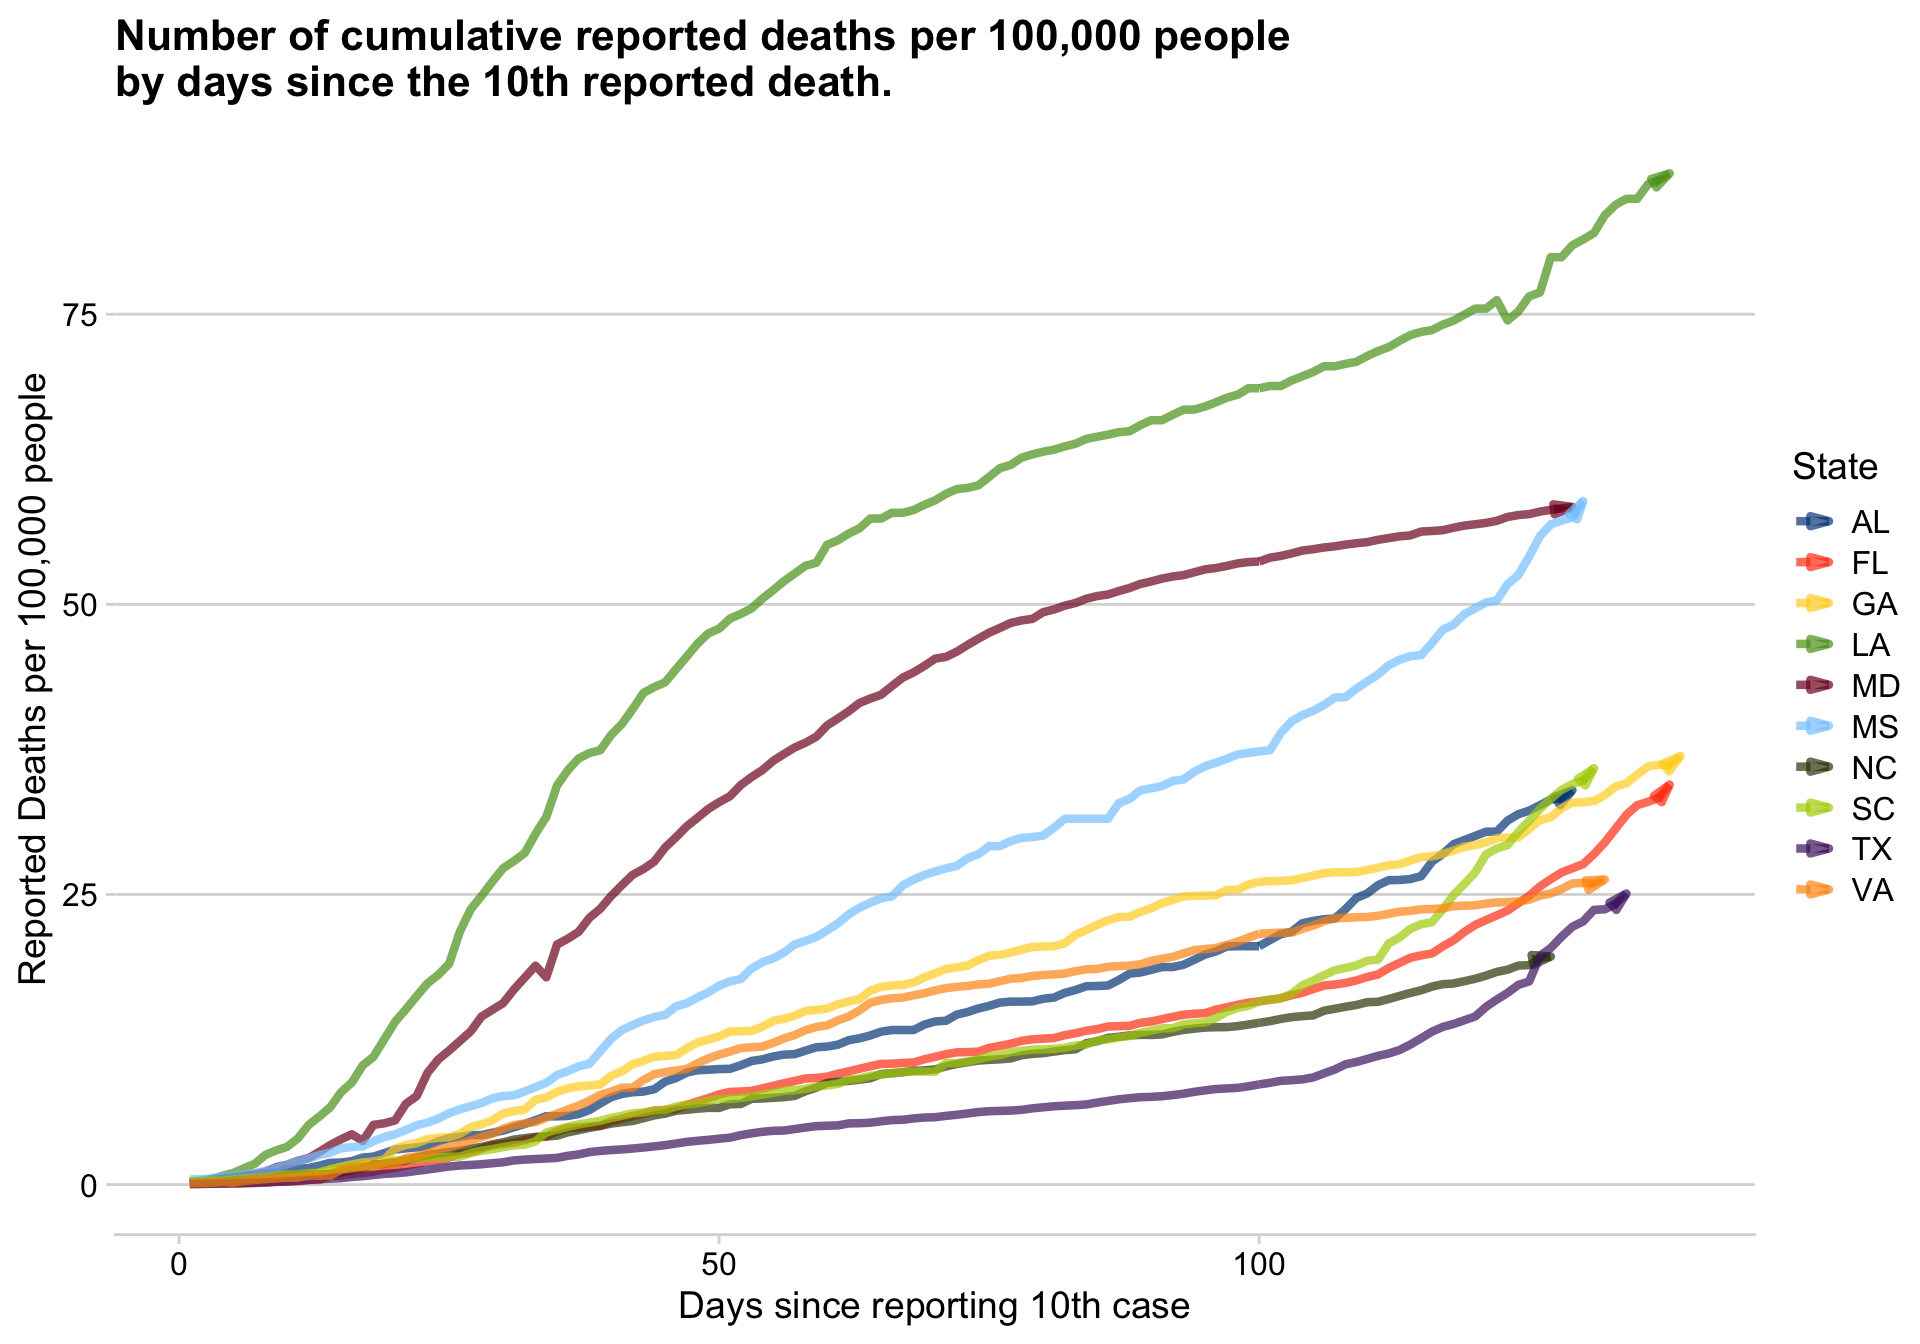 Number of cumulative reported deaths per 100,000 people
by days since the 10th reported death.
Reported Deaths per 100,000 people
75
50
25
0
0
50
100
Days since reporting 10th case
State
AL
FL
GA
LA
MD
MS
NC
SC
TX
VA